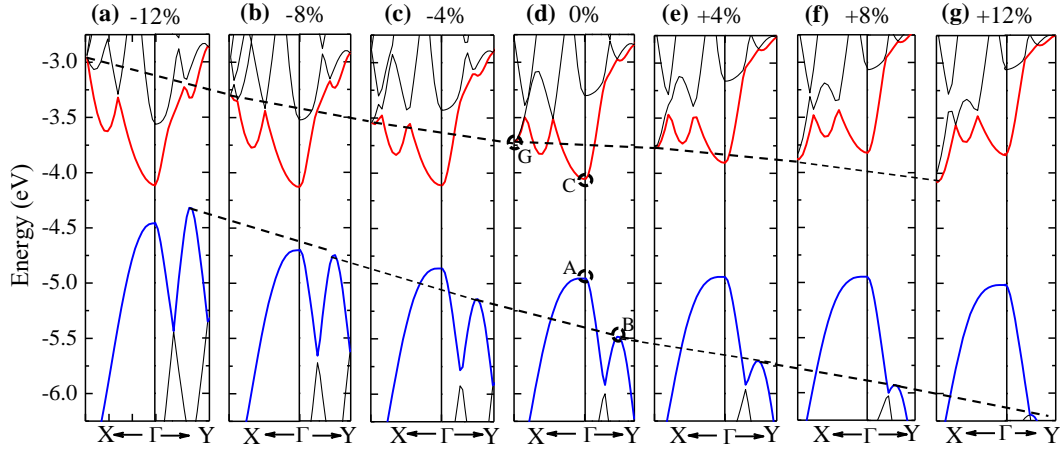 (a) -12% (b) -8% (c) -4% (d) 0% (e) +4% (f) +8% (g) +12%
-3.0
-3.5
-4.0
-4.5
-5.0
-5.5
-6.0
Energy (eV)
G
C
A
B
X Γ Y X Γ Y X Γ Y X Γ Y X Γ Y X Γ Y X Γ Y